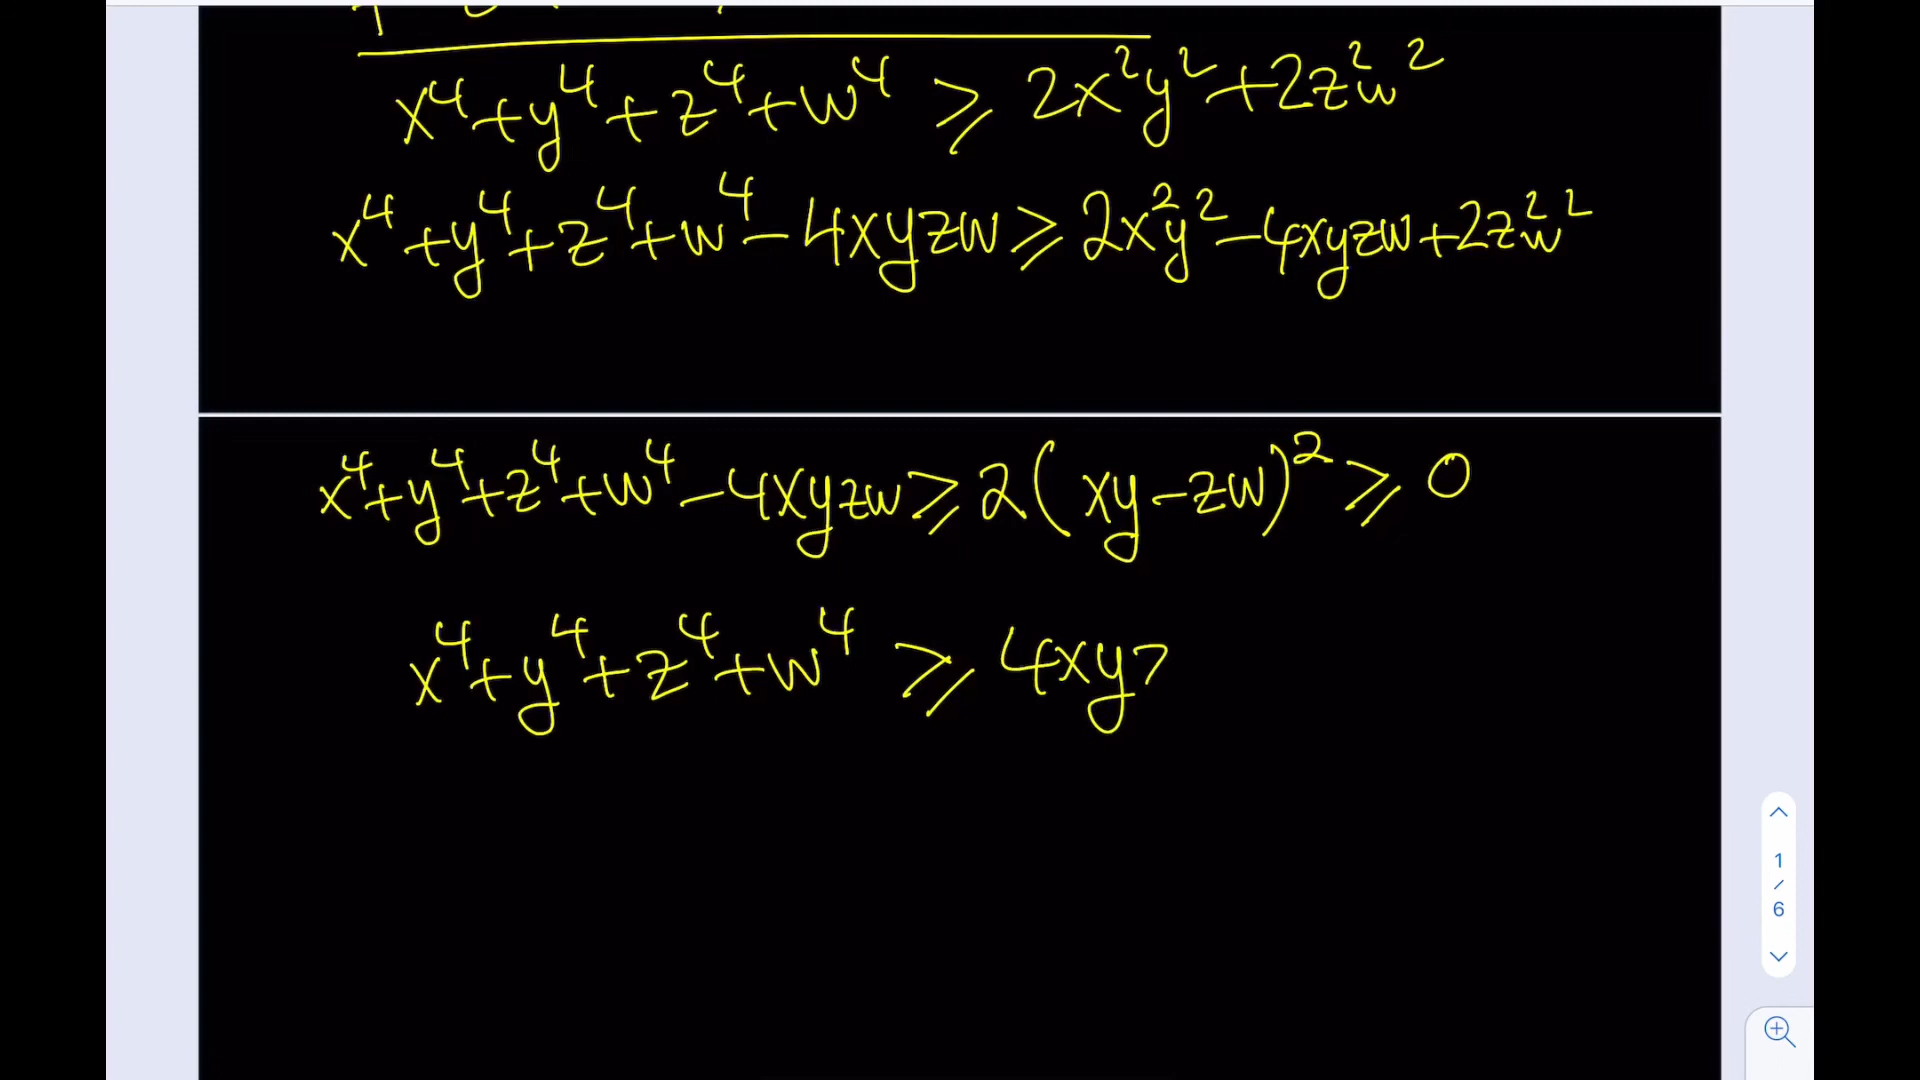 x⁴+y⁴+z⁴+w⁴ ⩾ 2x²y²+2z²w²
x⁴+y⁴+z⁴+w⁴-4xyzw⩾2x²y²-4xyzw+2z²w²
x⁴+y⁴+z⁴+w⁴-4xyzw⩾2(xy-zw)²⩾0
x⁴+y⁴+z⁴+w⁴ ⩾ 4xy
1
/
6